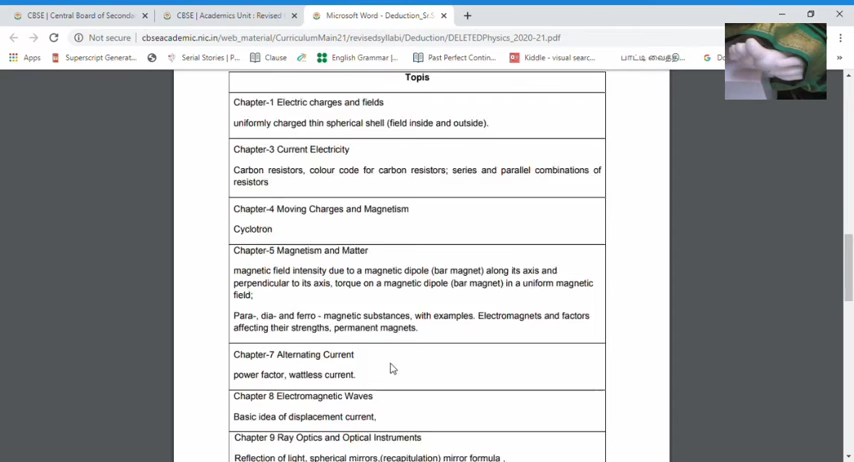 CBSE | Central Board of Secondar
CBSE | Academics Unit : Revised C
Microsoft Word - Deduction_Sr.S
Not secure | cbseacademic.nic.in/web_material/CurriculumMain21/revisedsyllabi/Deduction/DELETEDPhysics_2020-21.pdf
Apps
Superscript Generat...
Serial Stories | P...
Clause
English Grammar |...
Past Perfect Contin...
Kiddle - visual searc...
பாட்டி வைத்தி...
Topis
Chapter-1 Electric charges and fields
uniformly charged thin spherical shell (field inside and outside).
Chapter-3 Current Electricity
Carbon resistors, colour code for carbon resistors; series and parallel combinations of
resistors
Chapter-4 Moving Charges and Magnetism
Cyclotron
Chapter-5 Magnetism and Matter
magnetic field intensity due to a magnetic dipole (bar magnet) along its axis and
perpendicular to its axis, torque on a magnetic dipole (bar magnet) in a uniform magnetic
field;
Para-, dia- and ferro - magnetic substances, with examples. Electromagnets and factors
affecting their strengths, permanent magnets.
Chapter-7 Alternating Current
power factor, wattless current.
Chapter 8 Electromagnetic Waves
Basic idea of displacement current,
Chapter 9 Ray Optics and Optical Instruments
Reflection of light, spherical mirrors,(recapitulation) mirror formula ,